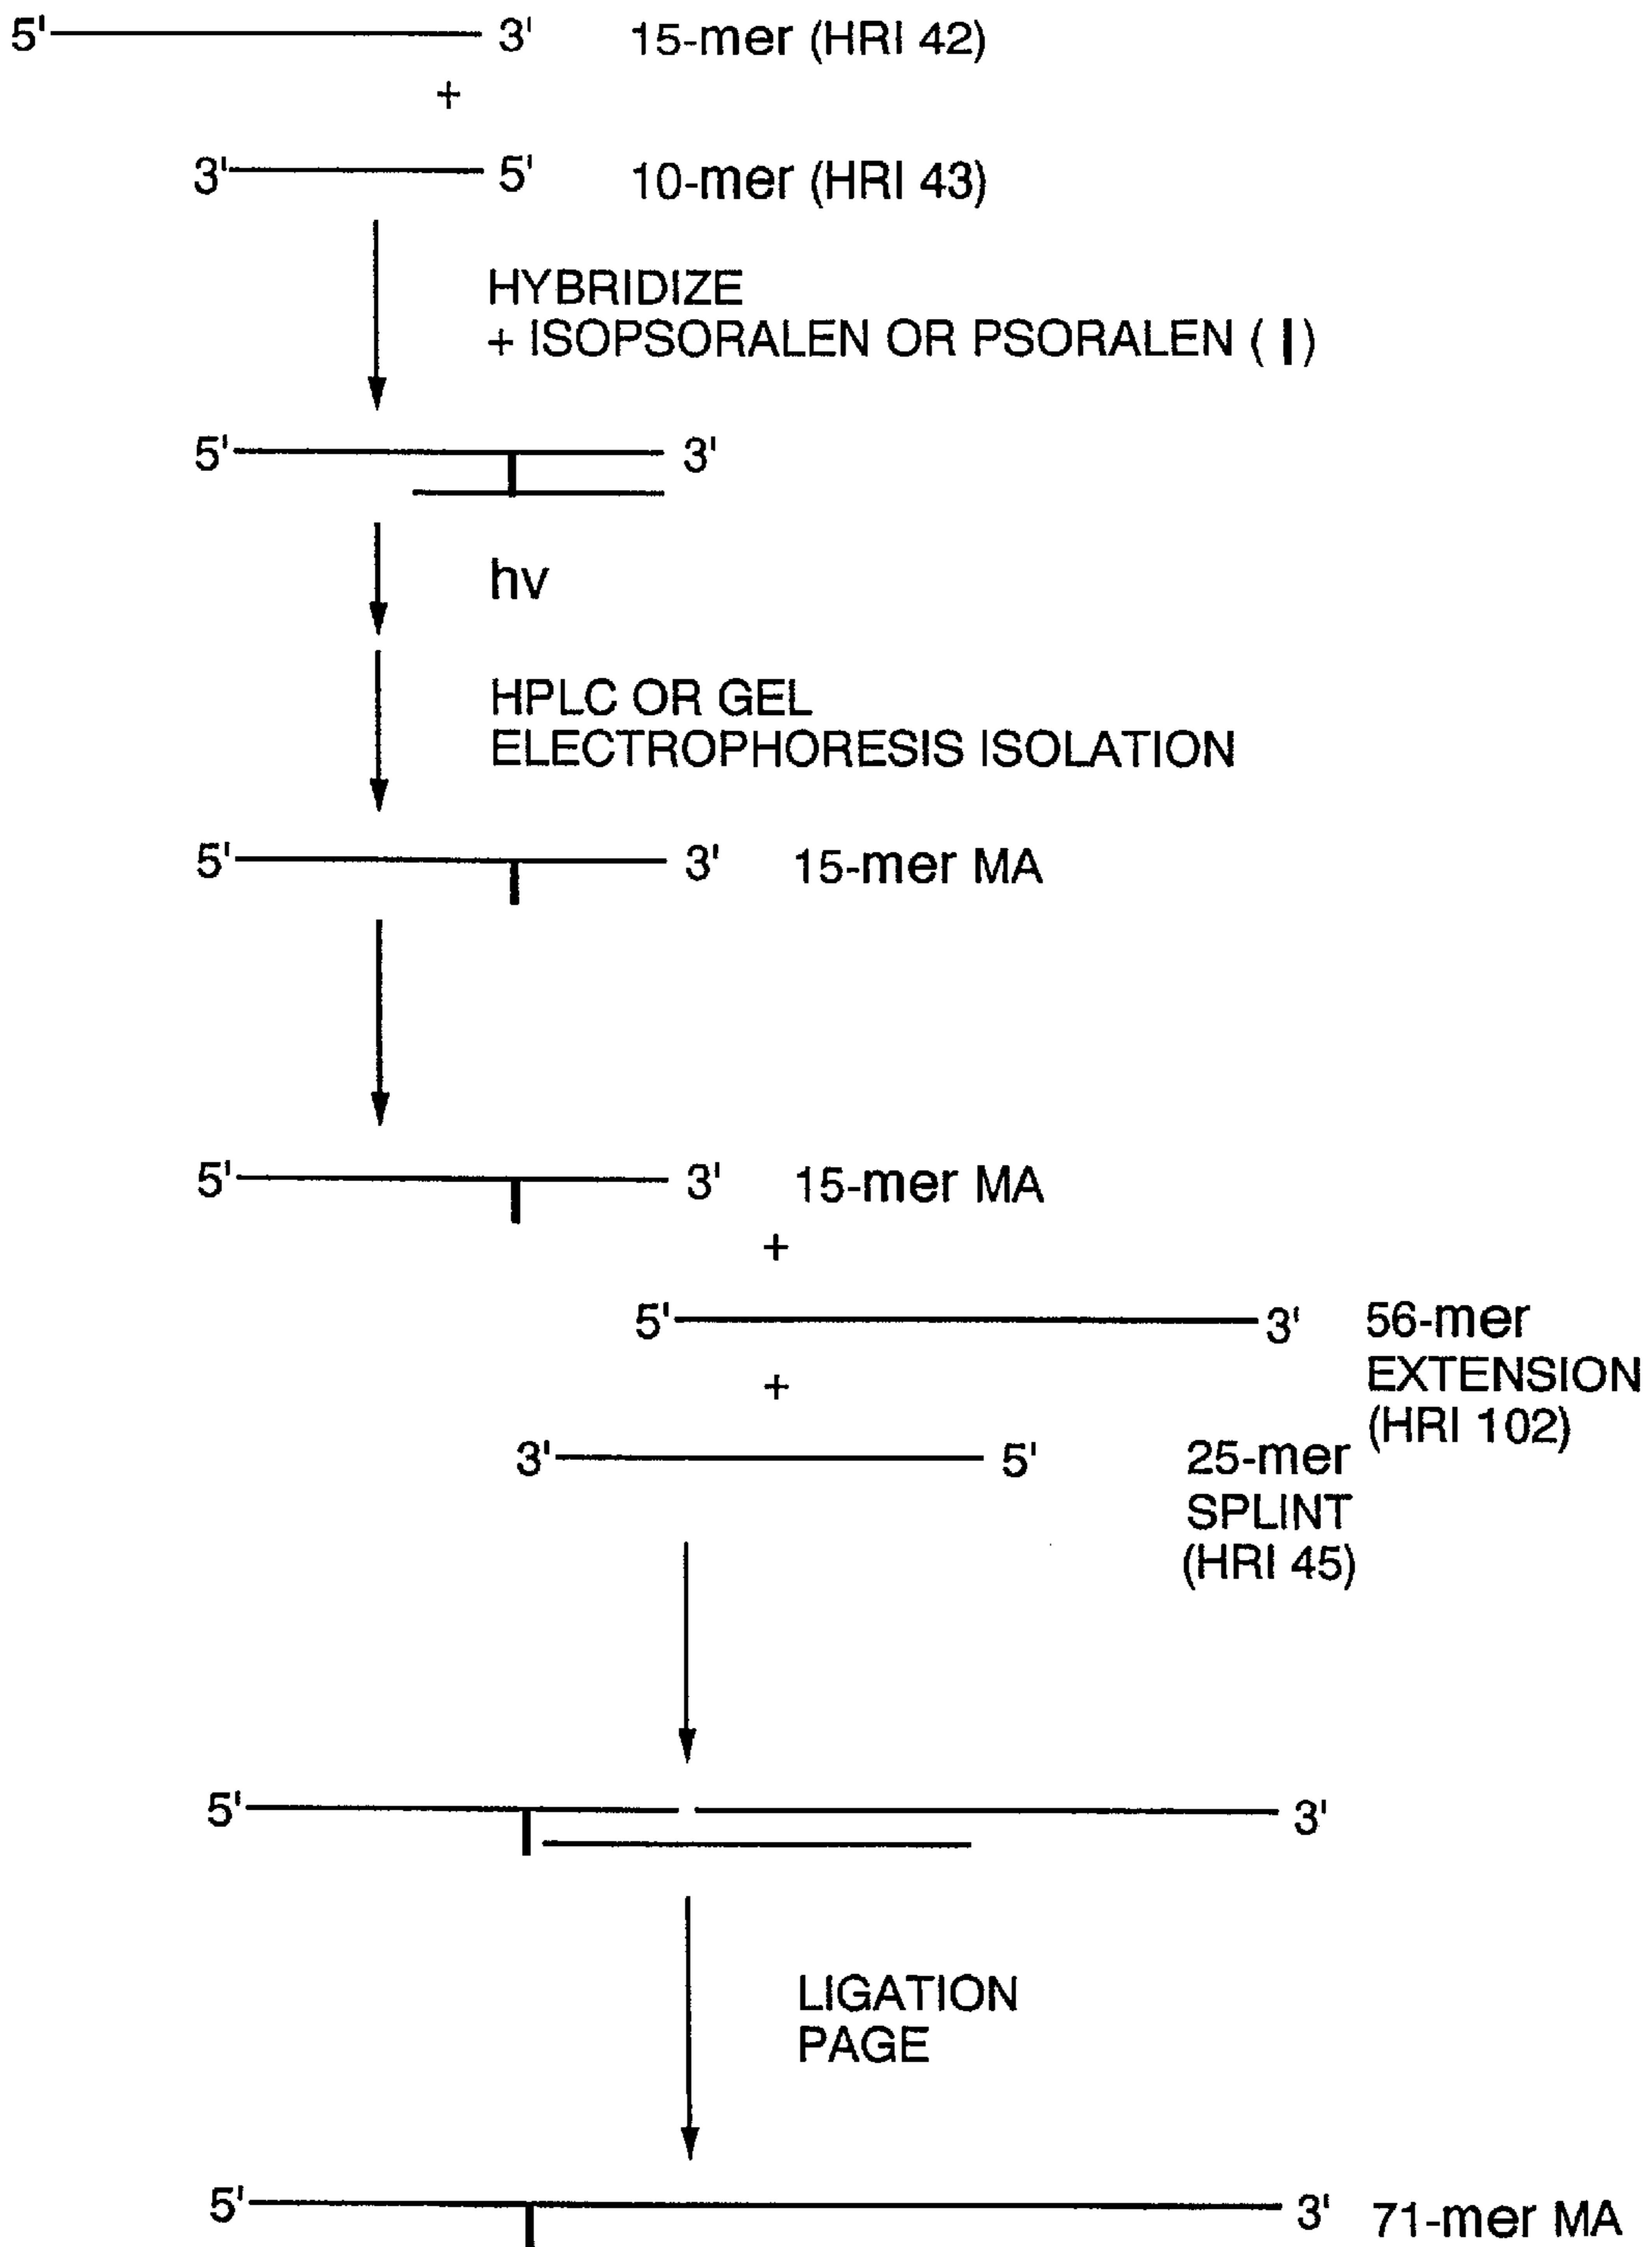 5' 3' 15-mer (HRI 42)
+
3' 5' 10-mer (HRI 43)
HYBRIDIZE
+ ISOPSORALEN OR PSORALEN ( | )
5' 3'
hν
HPLC OR GEL
ELECTROPHORESIS ISOLATION
5' 3' 15-mer MA
5' 3' 15-mer MA
+
5' 3' 56-mer
EXTENSION
(HRI 102)
+
3' 5' 25-mer
SPLINT
(HRI 45)
5' 3'
LIGATION
PAGE
5' 3' 71-mer MA